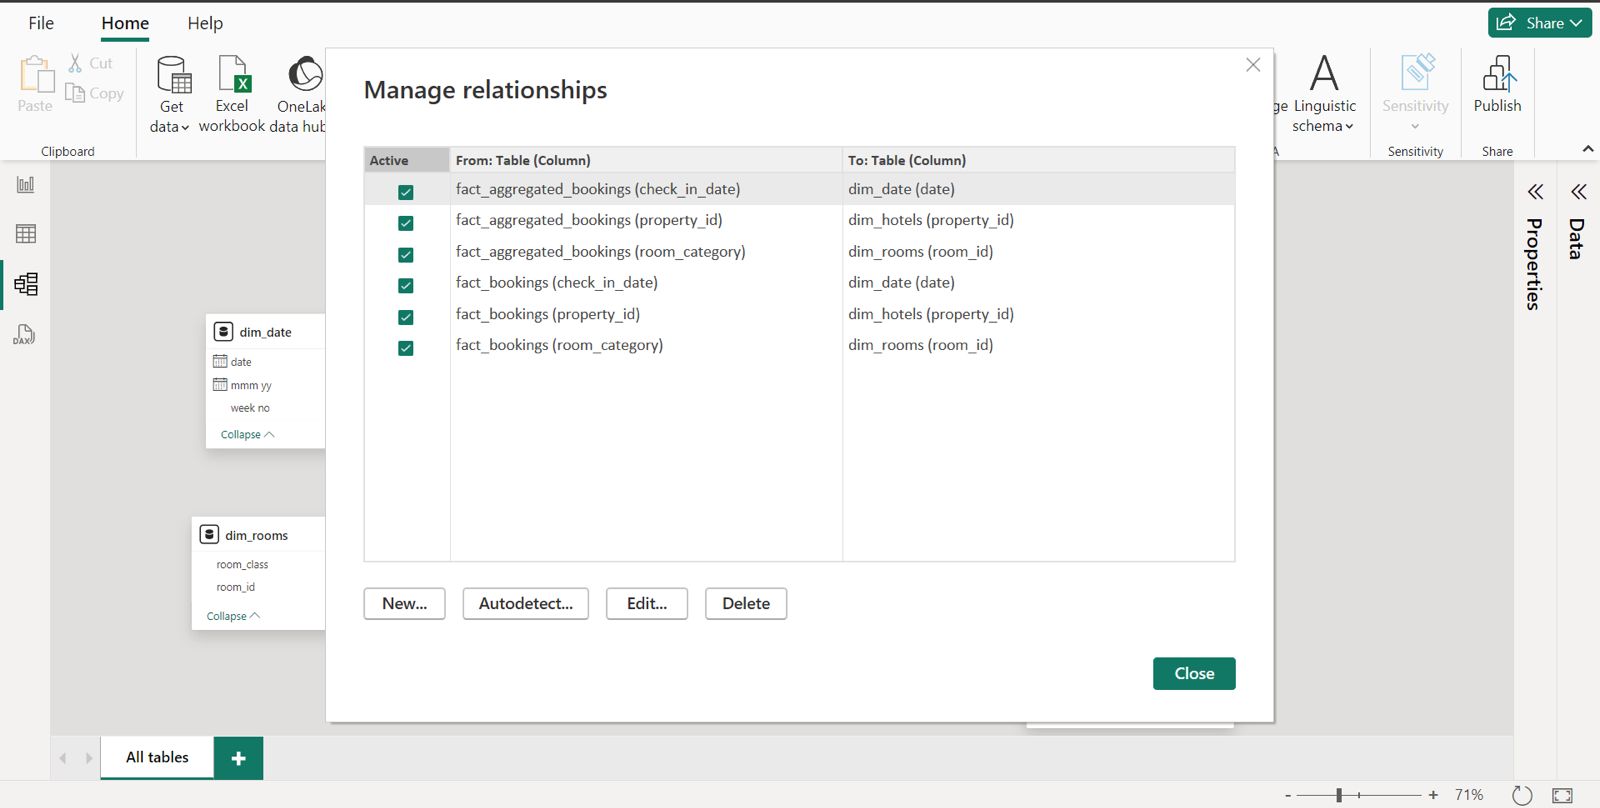 File Home Help
Share
Paste
Cut
Copy
Get data
Excel workbook
OneLak
data hub
ge
Linguistic schema
Sensitivity
Publish
Clipboard
A
Sensitivity
Share
Manage relationships
Active From: Table (Column) To: Table (Column)
fact_aggregated_bookings (check_in_date) dim_date (date)
fact_aggregated_bookings (property_id) dim_hotels (property_id)
fact_aggregated_bookings (room_category) dim_rooms (room_id)
fact_bookings (check_in_date) dim_date (date)
fact_bookings (property_id) dim_hotels (property_id)
fact_bookings (room_category) dim_rooms (room_id)
New... Autodetect... Edit... Delete
Close
DAX
dim_date
date
mmm yy
week no
Collapse
dim_rooms
room_class
room_id
Collapse
Properties
Data
All tables +
- + 71%